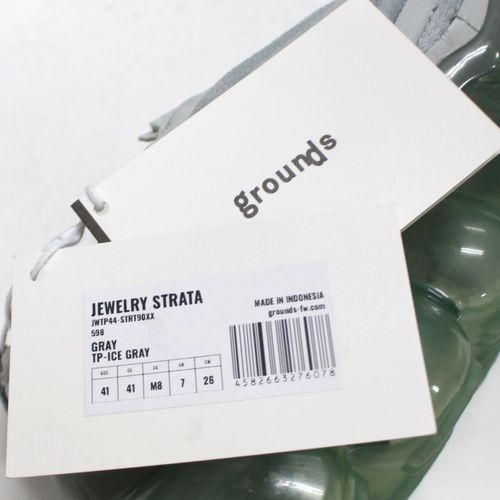 grounds
JEWELRY STRATA
JWTP44-STRT90XX
598
GRAY
TP-ICE GRAY
MADE IN INDONESIA
grounds-fw.com
41 41 M8 7 26
4582663276078